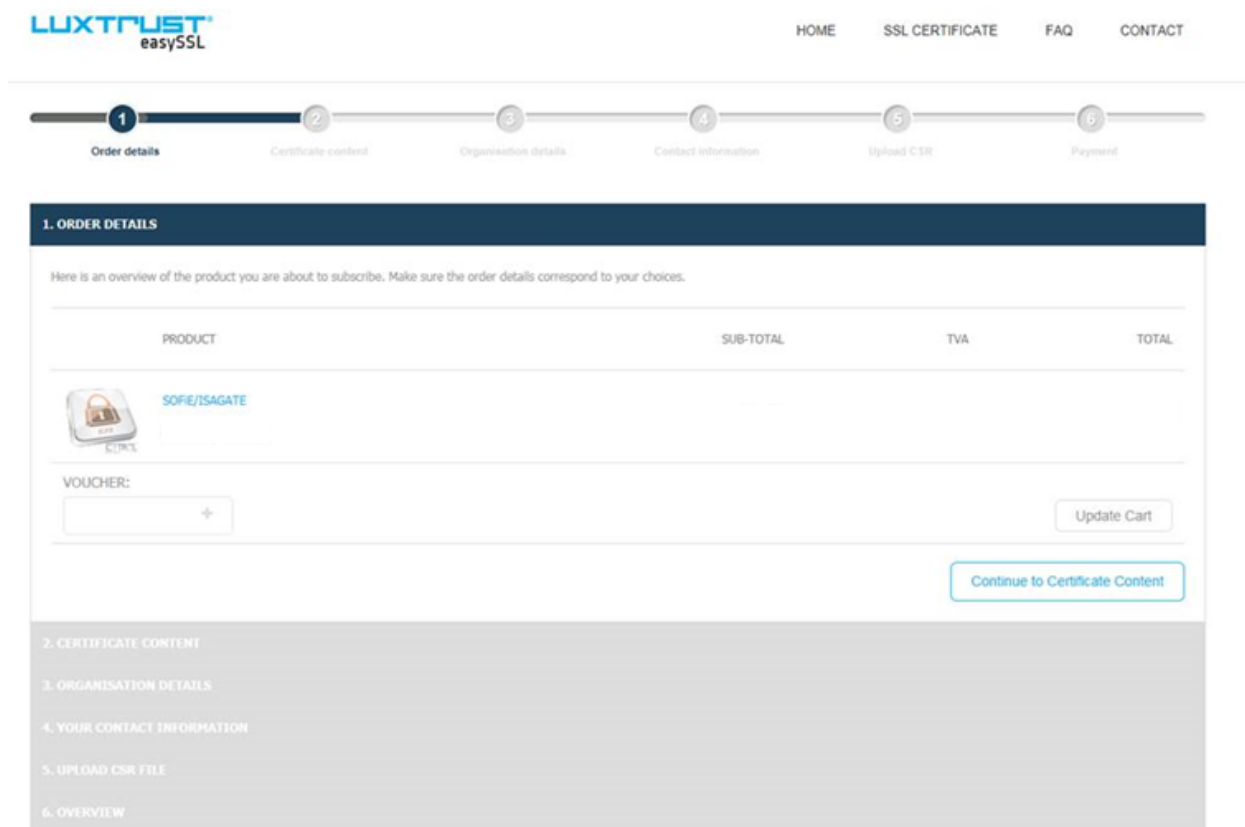 LUXTRUST
easySSL
HOME SSL CERTIFICATE FAQ CONTACT
1 2 3 4 5 6
Order details Certificate content Organisation details Contact information Upload CSR Payment
1. ORDER DETAILS
Here is an overview of the product you are about to subscribe. Make sure the order details correspond to your choices.
PRODUCT SUB-TOTAL TVA TOTAL
SOFiE/ISAGATE
VOUCHER:
+
Update Cart
Continue to Certificate Content
2. CERTIFICATE CONTENT
3. ORGANISATION DETAILS
4. YOUR CONTACT INFORMATION
5. UPLOAD CSR FILE
6. OVERVIEW